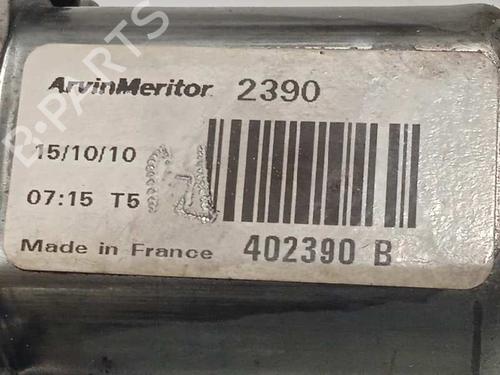 ArvinMeritor 2390
15/10/10
07:15 T5
Made in France 402390 B
B-PARTS